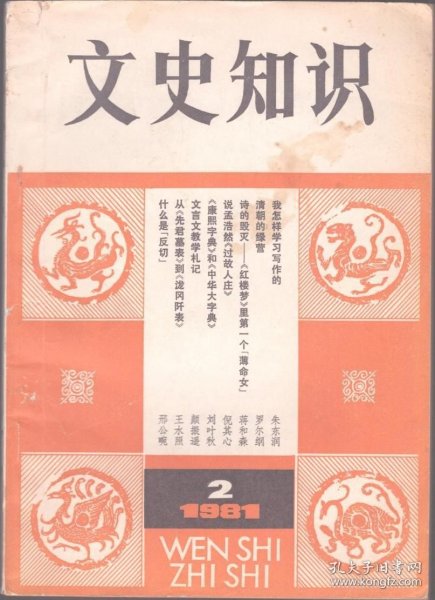 文史知识
我怎样学习写作的 朱东润
清朝的绿营 罗尔纲
诗的毁灭——《红楼梦》里第一个「薄命女」 蒋和森
说孟浩然《过故人庄》 倪其心
《康熙字典》和《中华大字典》 刘叶秋
文言文教学札记 颜振遥
从《先君墓表》到《泷冈阡表》 王水照
什么是「反切」 邢公畹
2
1981
WEN SHI
ZHI SHI
孔夫子旧书网
www.kongfz.com